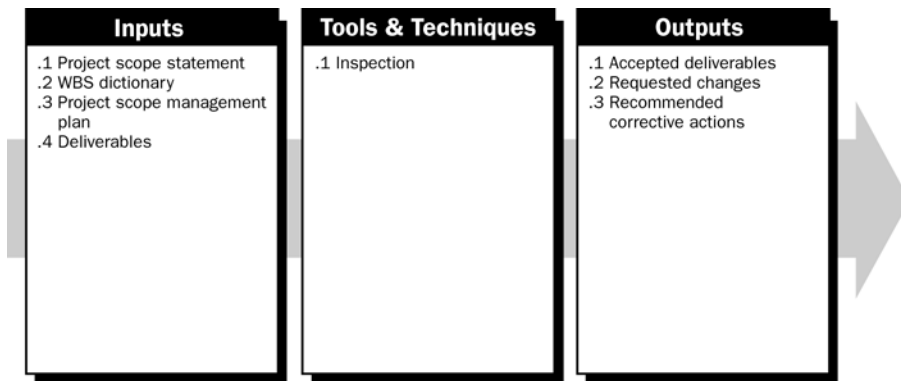 Inputs
.1 Project scope statement
.2 WBS dictionary
.3 Project scope management
plan
.4 Deliverables
Tools & Techniques
.1 Inspection
Outputs
.1 Accepted deliverables
.2 Requested changes
.3 Recommended
corrective actions